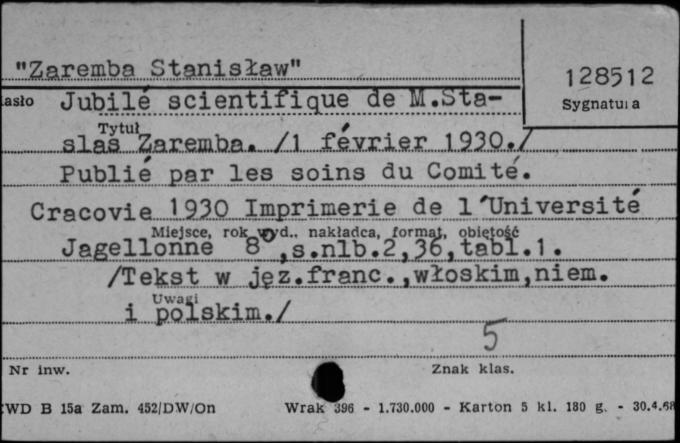 "Zaremba Stanisław"
128512
asło Jubilé scientifique de M.Sta-
Sygnatura
Tytuł
slas Zaremba. /1 février 1930./
Publié par les soins du Comité.
Cracovie 1930 Imprimerie de l'Université
Miejsce, rok wyd., nakładca, format, obiętość
Jagellonne 8°,s.nlb.2,36,tabl.1.
/Tekst w jęz.franc.,włoskim,niem.
Uwagi
i polskim./
5
Nr inw.
Znak klas.
WD B 15a Zam. 452/DW/On Wrak 396 - 1.730.000 - Karton 5 kl. 180 g. - 30.4.68